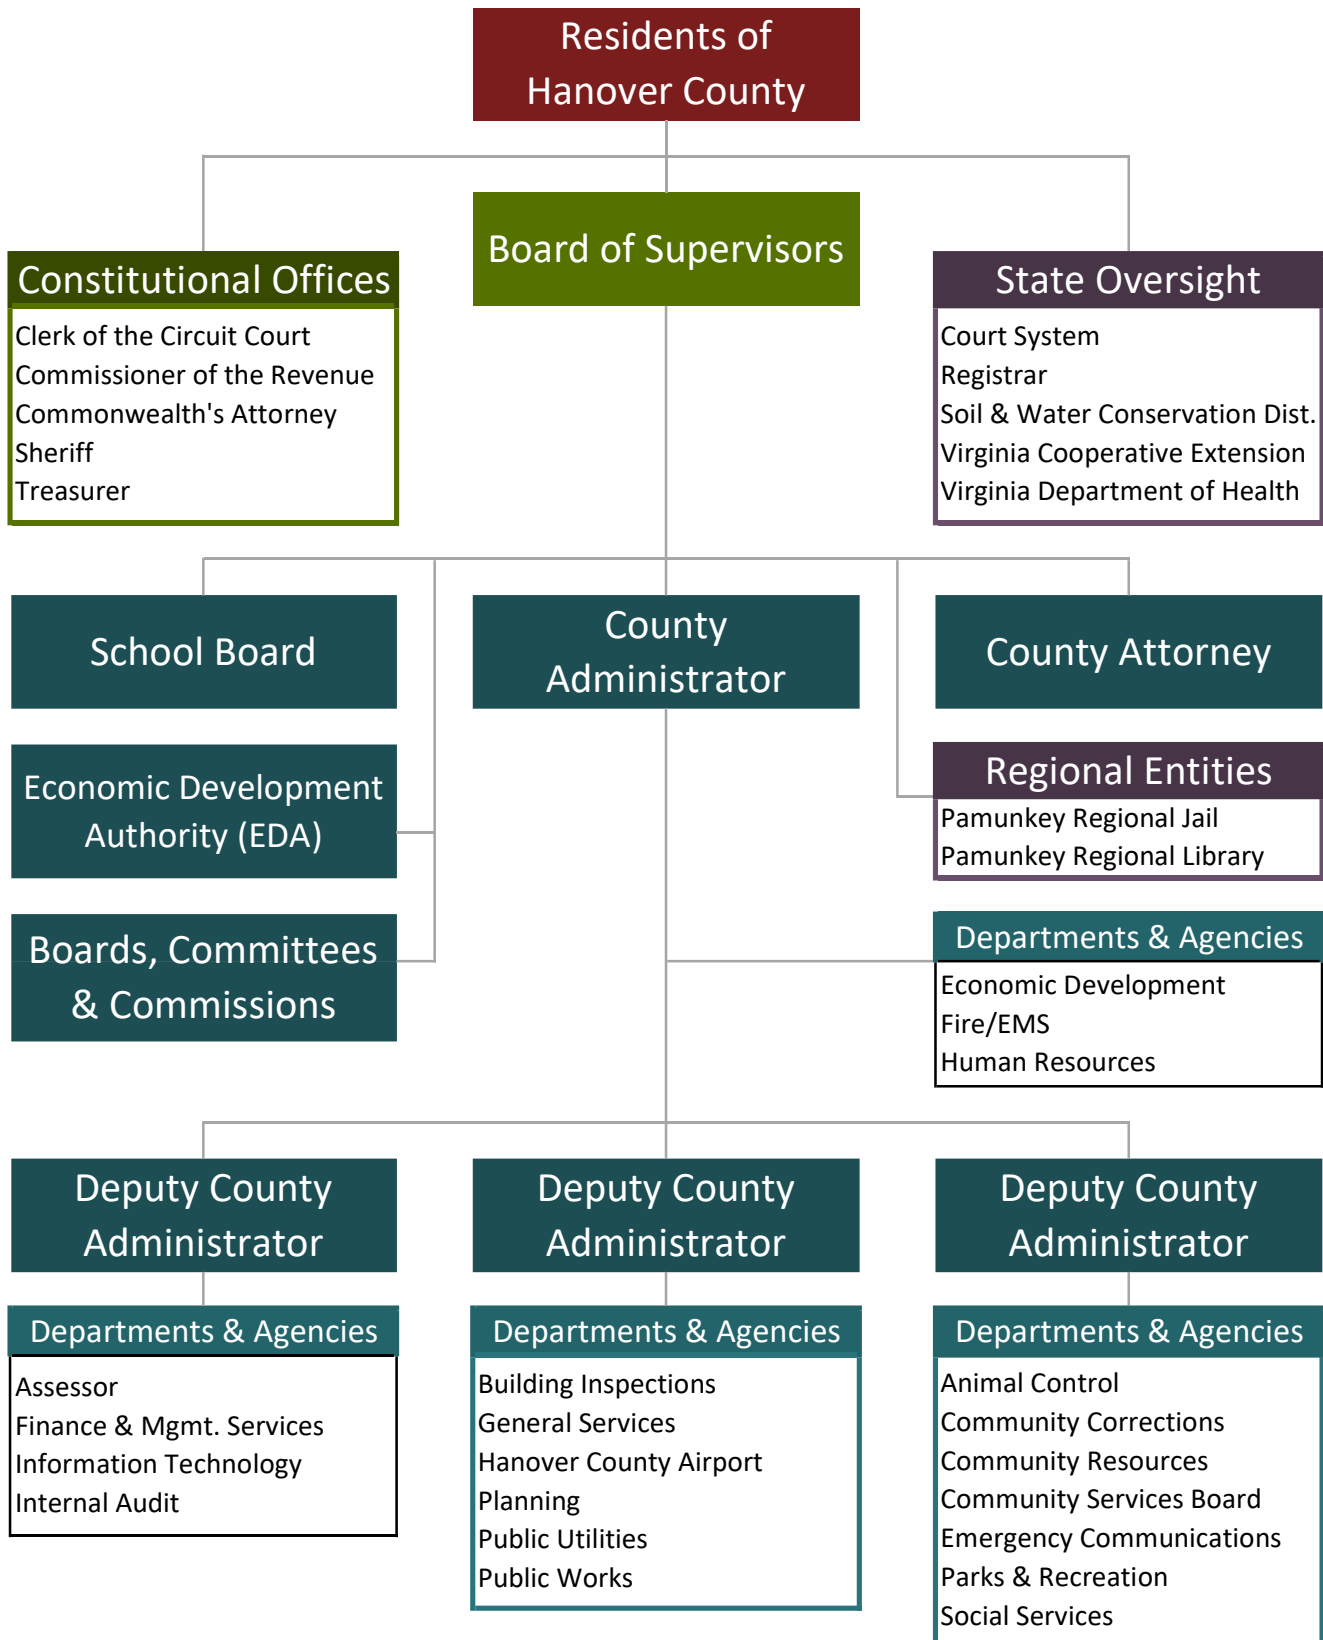 Residents of
Hanover County
Board of Supervisors
Constitutional Offices
Clerk of the Circuit Court
Commissioner of the Revenue
Commonwealth's Attorney
Sheriff
Treasurer
State Oversight
Court System
Registrar
Soil & Water Conservation Dist.
Virginia Cooperative Extension
Virginia Department of Health
School Board
County
Administrator
County Attorney
Economic Development
Authority (EDA)
Regional Entities
Pamunkey Regional Jail
Pamunkey Regional Library
Boards, Committees
& Commissions
Departments & Agencies
Economic Development
Fire/EMS
Human Resources
Deputy County
Administrator
Departments & Agencies
Assessor
Finance & Mgmt. Services
Information Technology
Internal Audit
Deputy County
Administrator
Departments & Agencies
Building Inspections
General Services
Hanover County Airport
Planning
Public Utilities
Public Works
Deputy County
Administrator
Departments & Agencies
Animal Control
Community Corrections
Community Resources
Community Services Board
Emergency Communications
Parks & Recreation
Social Services